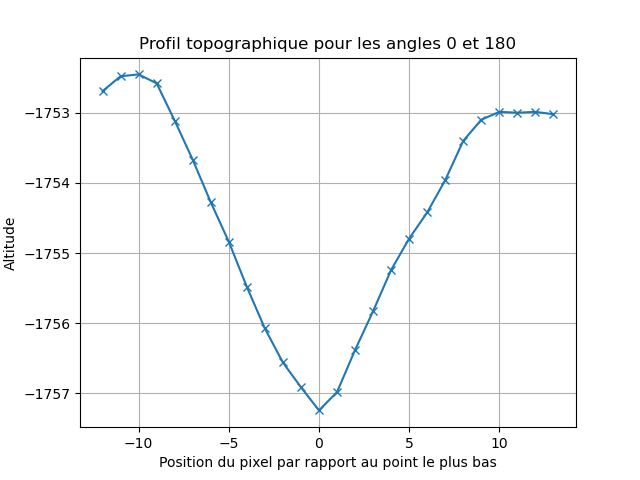 Profil topographique pour les angles 0 et 180
Altitude
−1753
−1754
−1755
−1756
−1757
−10 −5 0 5 10
Position du pixel par rapport au point le plus bas